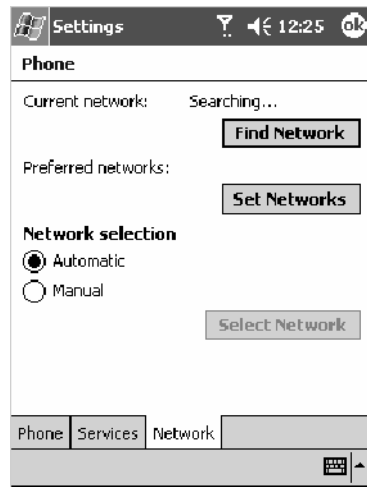 Settings 12:25 ok
Phone
Current network: Searching...
Find Network
Preferred networks:
Set Networks
Network selection
Automatic
Manual
Select Network
Phone Services Network